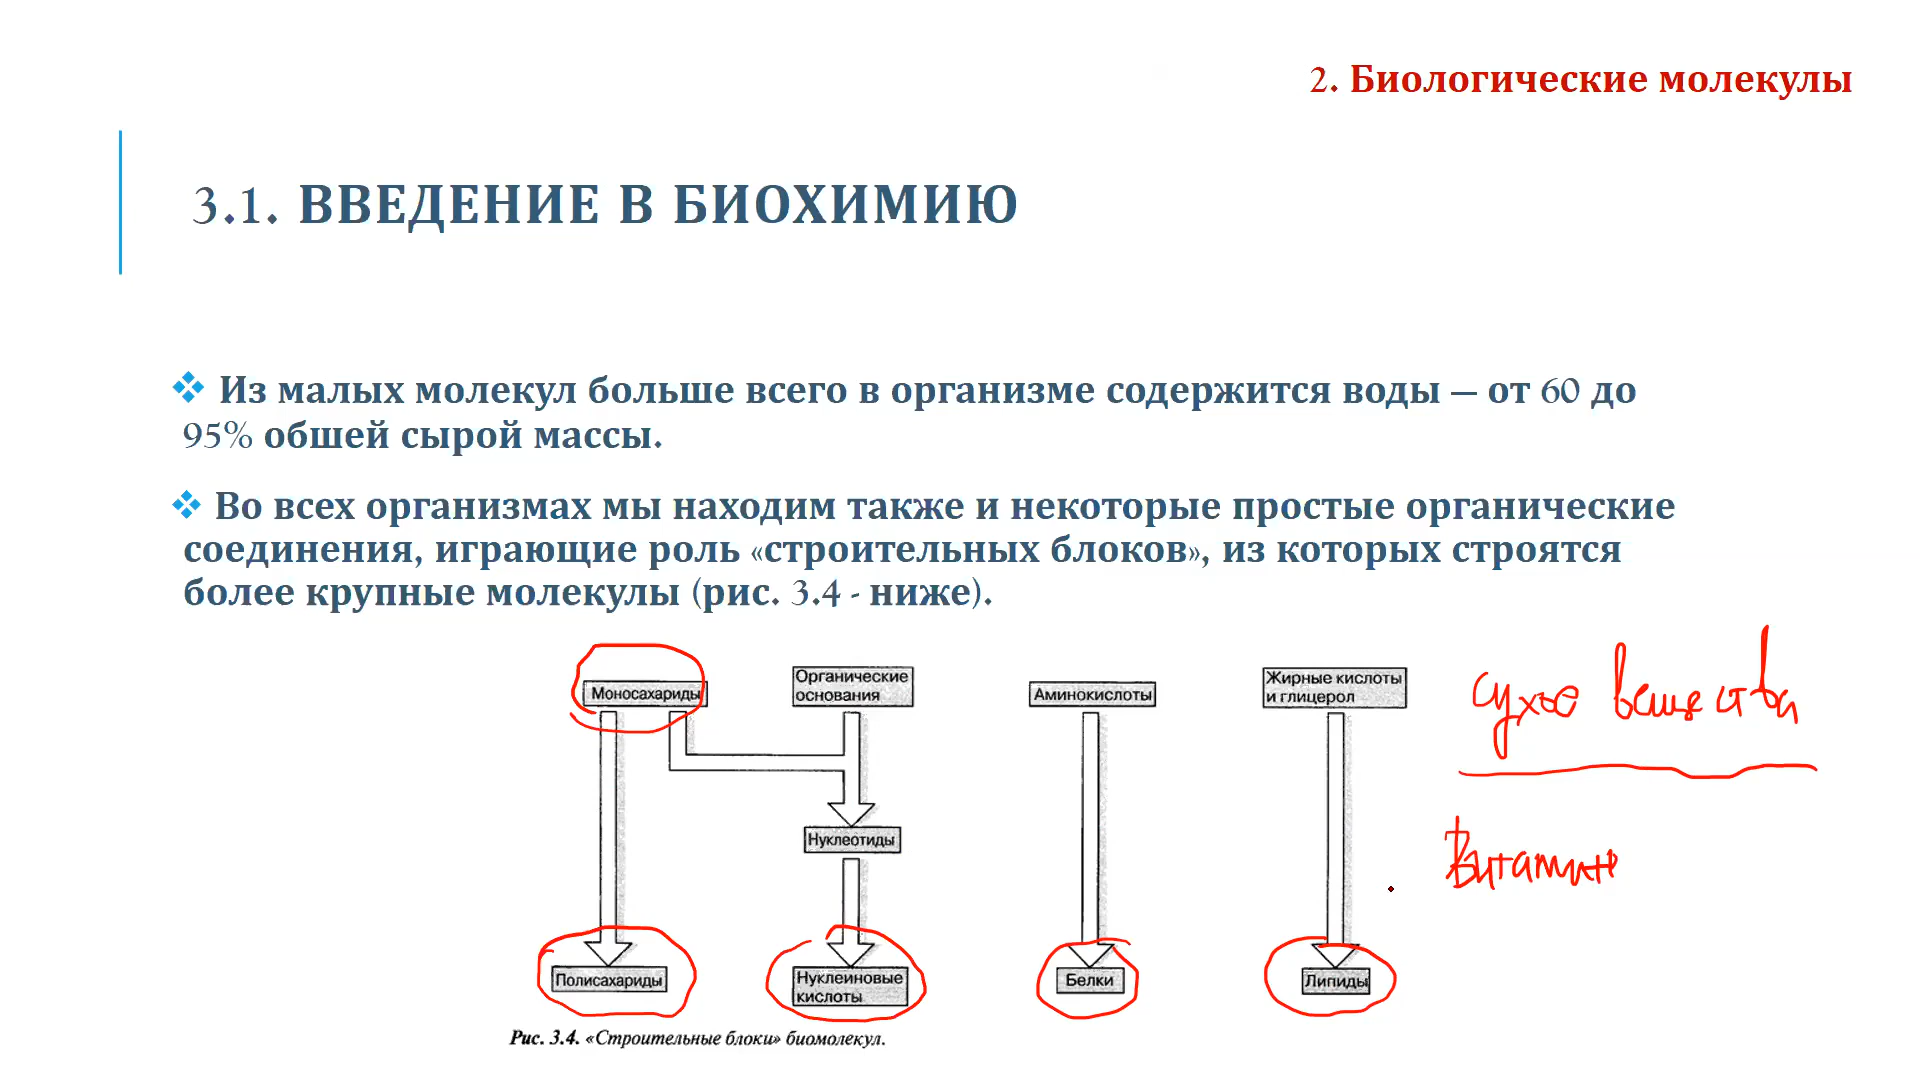 2. Биологические молекулы
3.1. ВВЕДЕНИЕ В БИОХИМИЮ
❖ Из малых молекул больше всего в организме содержится воды — от 60 до
95% обшей сырой массы.
❖ Во всех организмах мы находим также и некоторые простые органические
соединения, играющие роль «строительных блоков», из которых строятся
более крупные молекулы (рис. 3.4 - ниже).
Моносахариды
Органические
основания
Аминокислоты
Жирные кислоты
и глицерол
сухое вещества
Нуклеотиды
Витамин
Полисахариды
Нуклеиновые
кислоты
Белки
Липиды
Рис. 3.4. «Строительные блоки» биомолекул.